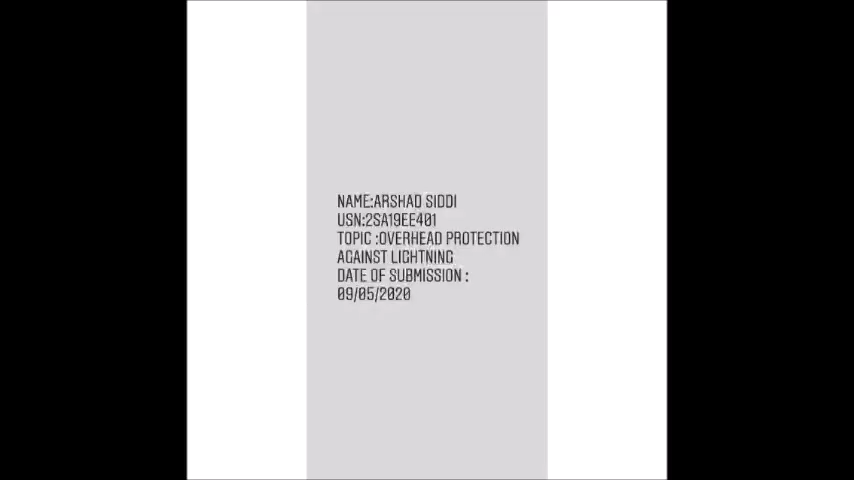 NAME:ARSHAD SIDDI
USN:2SA19EE401
TOPIC :OVERHEAD PROTECTION
AGAINST LIGHTNING
DATE OF SUBMISSION :
09/05/2020